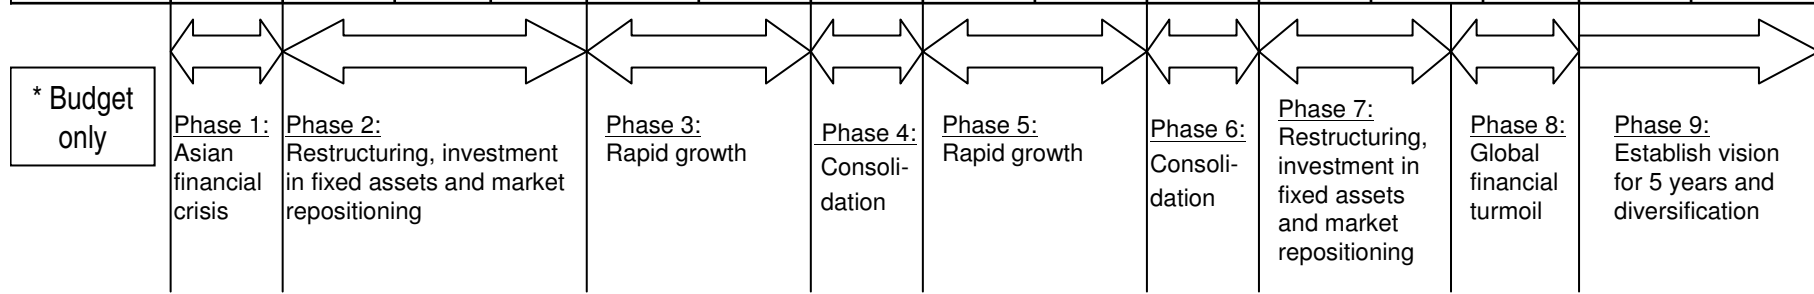 * Budget
only
Phase 1:
Asian
financial
crisis
Phase 2:
Restructuring, investment
in fixed assets and market
repositioning
Phase 3:
Rapid growth
Phase 4:
Consoli-
dation
Phase 5:
Rapid growth
Phase 6:
Consoli-
dation
Phase 7:
Restructuring,
investment in
fixed assets
and market
repositioning
Phase 8:
Global
financial
turmoil
Phase 9:
Establish vision
for 5 years and
diversification